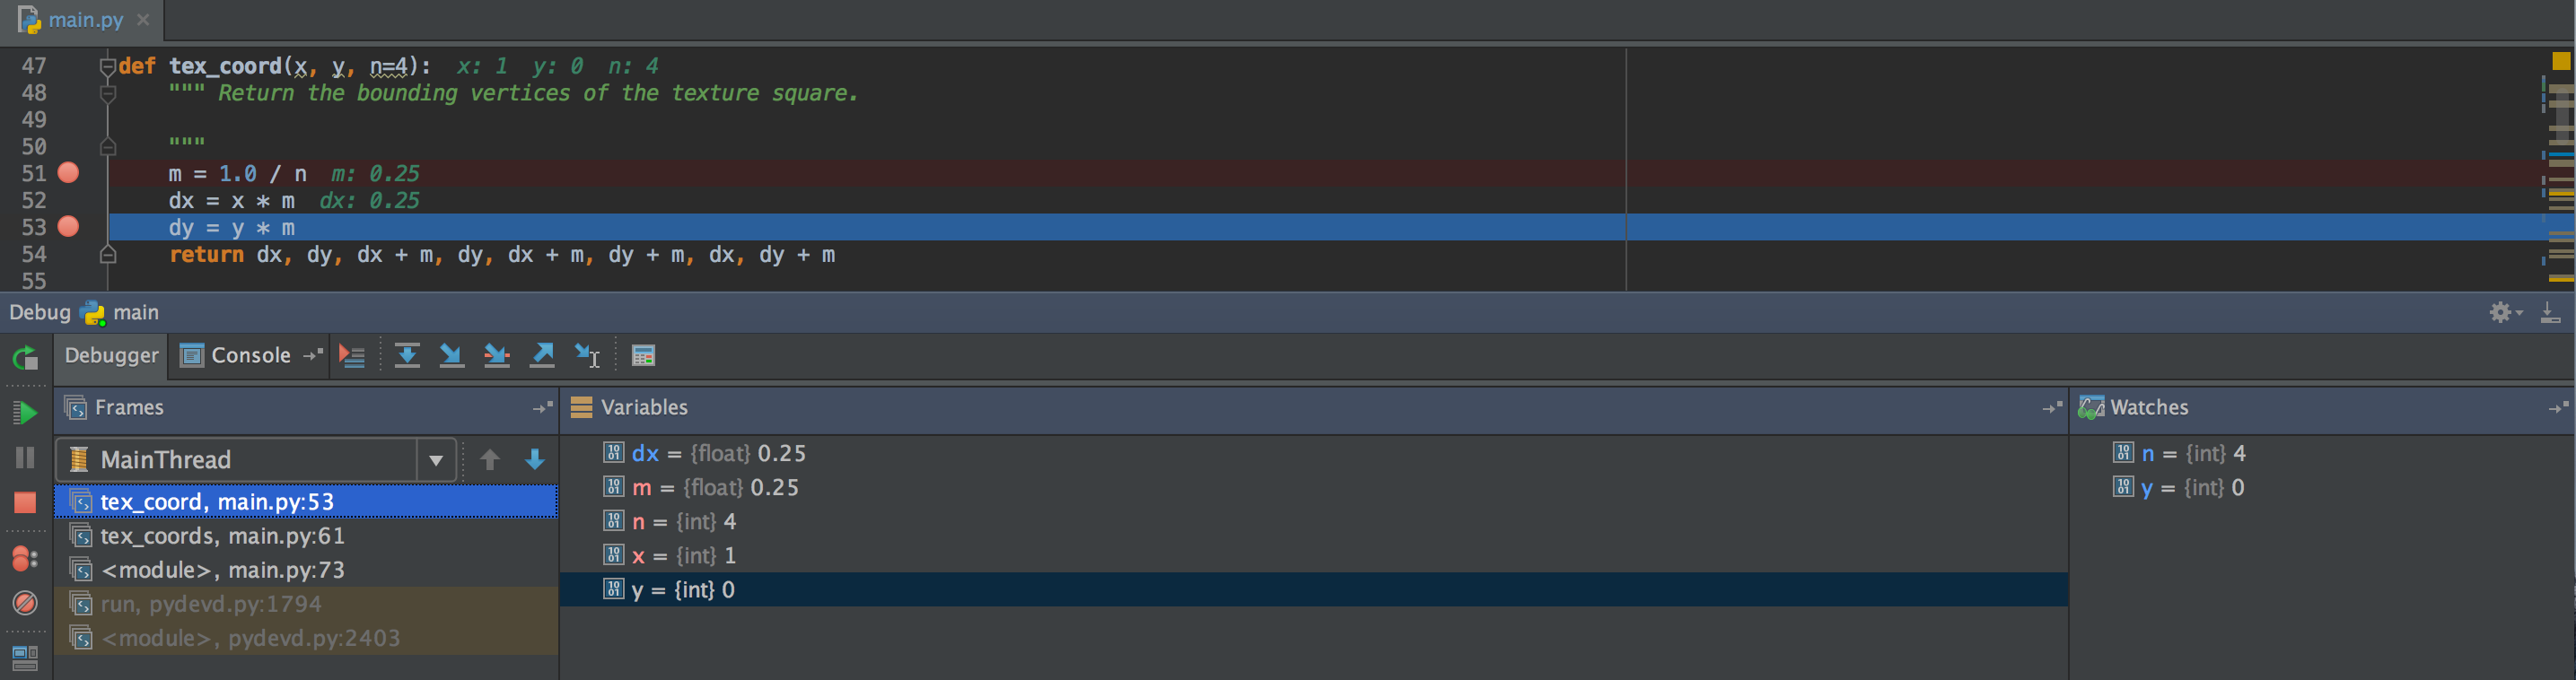 main.py
47 def tex_coord(x, y, n=4): x: 1 y: 0 n: 4
48 """ Return the bounding vertices of the texture square.
49
50 """
51 m = 1.0 / n m: 0.25
52 dx = x * m dx: 0.25
53 dy = y * m
54 return dx, dy, dx + m, dy, dx + m, dy + m, dx, dy + m
55
Debug main
Debugger Console
Frames Variables Watches
MainThread
tex_coord, main.py:53
tex_coords, main.py:61
<module>, main.py:73
run, pydevd.py:1794
<module>, pydevd.py:2403
dx = {float} 0.25
m = {float} 0.25
n = {int} 4
x = {int} 1
y = {int} 0
n = {int} 4
y = {int} 0